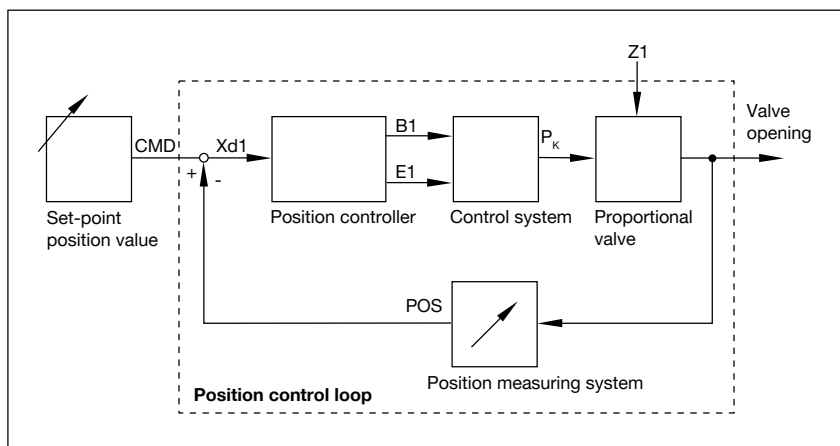 Z1
Valve
opening
CMD
Xd1
B1
E1
P_K
+
-
Set-point
position value
Position controller
Control system
Proportional
valve
POS
Position measuring system
Position control loop